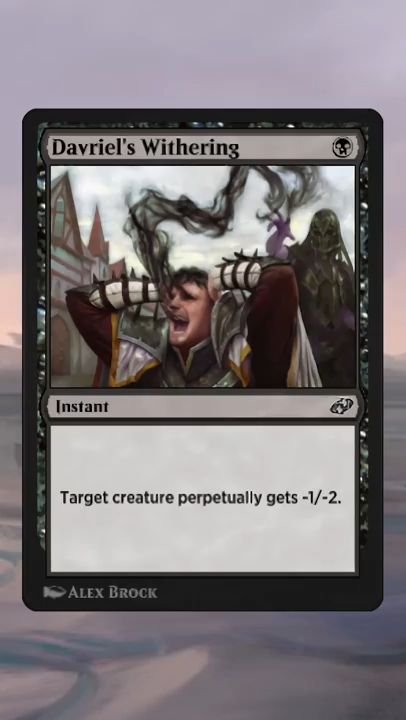 Davriel's Withering
Instant
Target creature perpetually gets -1/-2.
Alex Brock